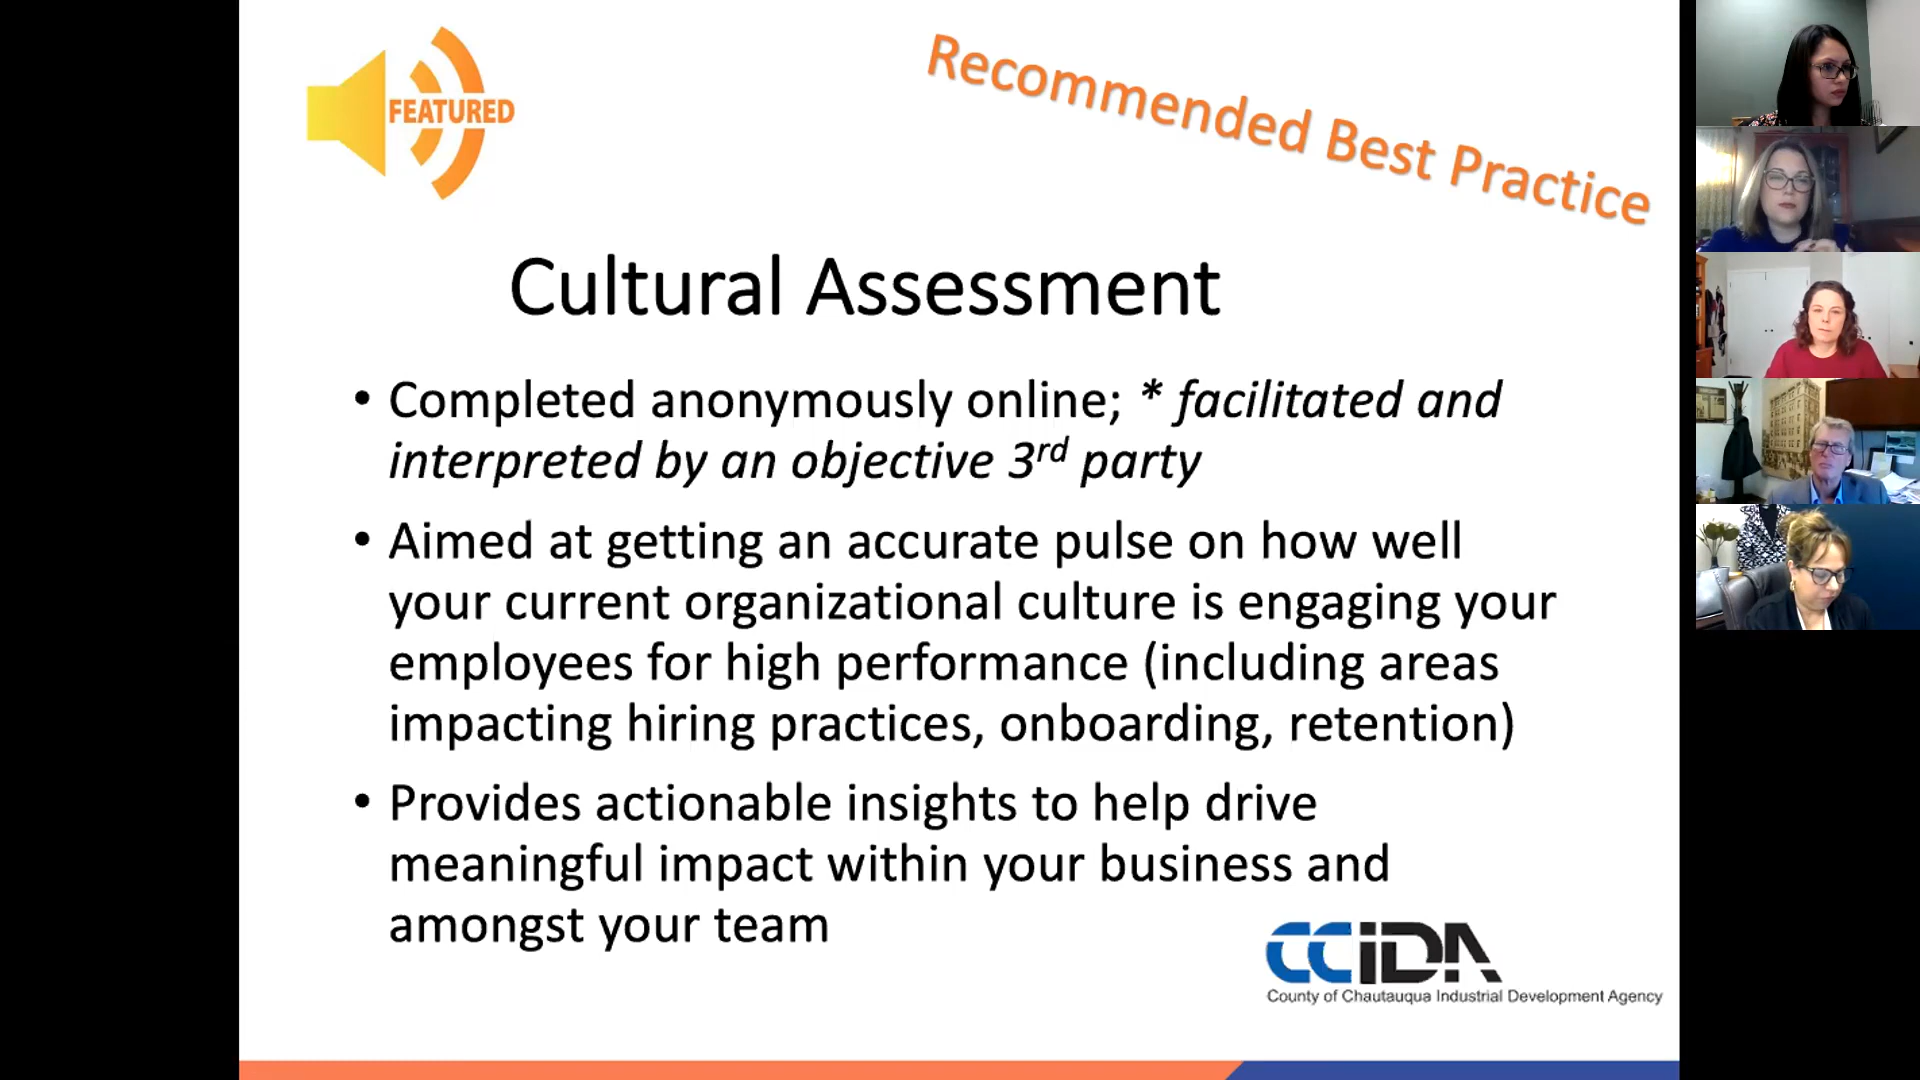 FEATURED
Recommended Best Practice
Cultural Assessment
• Completed anonymously online; * facilitated and
interpreted by an objective 3rd party
• Aimed at getting an accurate pulse on how well
your current organizational culture is engaging your
employees for high performance (including areas
impacting hiring practices, onboarding, retention)
• Provides actionable insights to help drive
meaningful impact within your business and
amongst your team
CCIDA
County of Chautauqua Industrial Development Agency